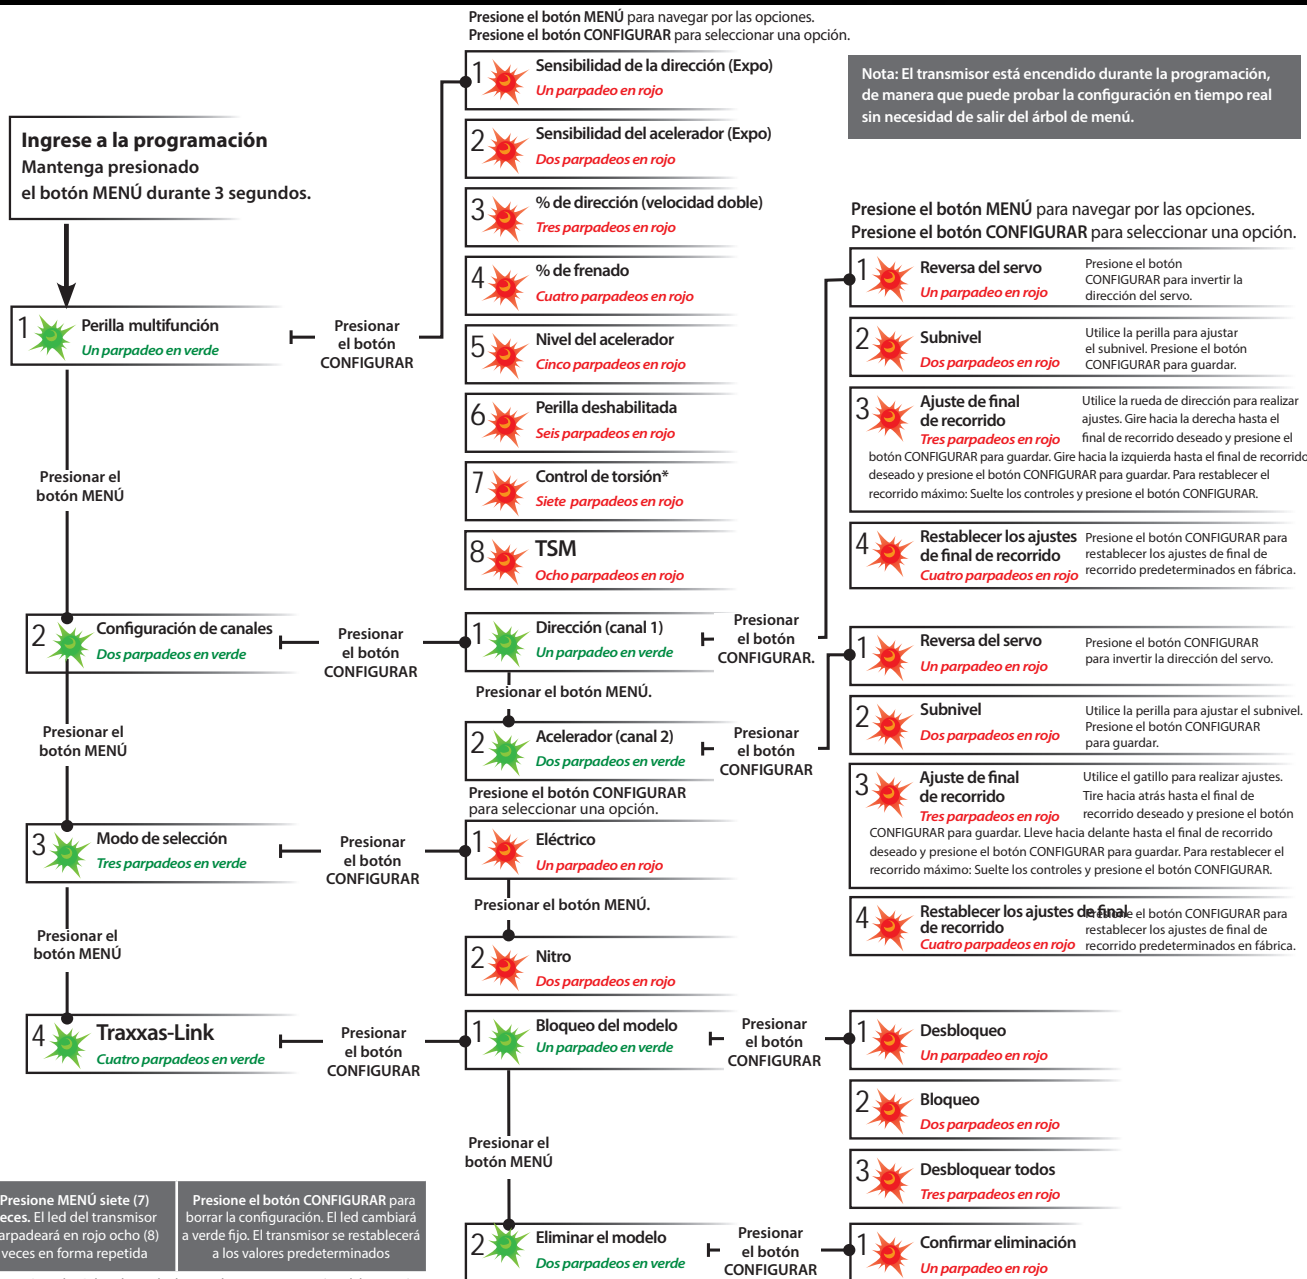 Presione el botón MENÚ para navegar por las opciones.
Presione el botón CONFIGURAR para seleccionar una opción.
Nota: El transmisor está encendido durante la programación,
de manera que puede probar la configuración en tiempo real
sin necesidad de salir del árbol de menú.
Ingrese a la programación
Mantenga presionado
el botón MENÚ durante 3 segundos.
1
Perilla multifunción
Un parpadeo en verde
Presionar
el botón
CONFIGURAR
1
Sensibilidad de la dirección (Expo)
Un parpadeo en rojo
2
Sensibilidad del acelerador (Expo)
Dos parpadeos en rojo
3
% de dirección (velocidad doble)
Tres parpadeos en rojo
4
% de frenado
Cuatro parpadeos en rojo
5
Nivel del acelerador
Cinco parpadeos en rojo
6
Perilla deshabilitada
Seis parpadeos en rojo
7
Control de torsión*
Siete parpadeos en rojo
8
TSM
Ocho parpadeos en rojo
Presionar el
botón MENÚ
2
Configuración de canales
Dos parpadeos en verde
Presionar
el botón
CONFIGURAR
1
Dirección (canal 1)
Un parpadeo en verde
Presionar
el botón
CONFIGURAR.
Presione el botón MENÚ para navegar por las opciones.
Presione el botón CONFIGURAR para seleccionar una opción.
1
Reversa del servo
Un parpadeo en rojo
Presione el botón
CONFIGURAR para invertir la
dirección del servo.
2
Subnivel
Dos parpadeos en rojo
Utilice la perilla para ajustar
el subnivel. Presione el botón
CONFIGURAR para guardar.
3
Ajuste de final
de recorrido
Tres parpadeos en rojo
Utilice la rueda de dirección para realizar
ajustes. Gire hacia la derecha hasta el
final de recorrido deseado y presione el
botón CONFIGURAR para guardar. Gire hacia la izquierda hasta el final de recorrido
deseado y presione el botón CONFIGURAR para guardar. Para restablecer el
recorrido máximo: Suelte los controles y presione el botón CONFIGURAR.
4
Restablecer los ajustes
de final de recorrido
Cuatro parpadeos en rojo
Presione el botón CONFIGURAR para
restablecer los ajustes de final de
recorrido predeterminados en fábrica.
Presionar el botón MENÚ.
2
Acelerador (canal 2)
Dos parpadeos en verde
Presionar
el botón
CONFIGURAR
1
Reversa del servo
Un parpadeo en rojo
Presione el botón CONFIGURAR
para invertir la dirección del servo.
2
Subnivel
Dos parpadeos en rojo
Utilice la perilla para ajustar el subnivel.
Presione el botón CONFIGURAR
para guardar.
3
Ajuste de final
de recorrido
Tres parpadeos en rojo
Utilice el gatillo para realizar ajustes.
Tire hacia atrás hasta el final de
recorrido deseado y presione el botón
CONFIGURAR para guardar. Lleve hacia delante hasta el final de recorrido
deseado y presione el botón CONFIGURAR para guardar. Para restablecer el
recorrido máximo: Suelte los controles y presione el botón CONFIGURAR.
4
Restablecer los ajustes de final
de recorrido
Cuatro parpadeos en rojo
Presione el botón CONFIGURAR para
restablecer los ajustes de final de
recorrido predeterminados en fábrica.
Presionar el
botón MENÚ
3
Modo de selección
Tres parpadeos en verde
Presionar
el botón
CONFIGURAR
Presione el botón CONFIGURAR
para seleccionar una opción.
1
Eléctrico
Un parpadeo en rojo
Presionar el botón MENÚ.
2
Nitro
Dos parpadeos en rojo
Presionar el
botón MENÚ
4
Traxxas-Link
Cuatro parpadeos en verde
Presionar
el botón
CONFIGURAR
1
Bloqueo del modelo
Un parpadeo en verde
Presionar
el botón
CONFIGURAR
1
Desbloqueo
Un parpadeo en rojo
2
Bloqueo
Dos parpadeos en rojo
3
Desbloquear todos
Tres parpadeos en rojo
Presionar el
botón MENÚ
2
Eliminar el modelo
Dos parpadeos en verde
Presionar
el botón
CONFIGURAR
1
Confirmar eliminación
Un parpadeo en rojo
Presione MENÚ siete (7)
eces. El led del transmisor
arpadeará en rojo ocho (8)
veces en forma repetida
Presione el botón CONFIGURAR para
borrar la configuración. El led cambiará
a verde fijo. El transmisor se restablecerá
a los valores predeterminados